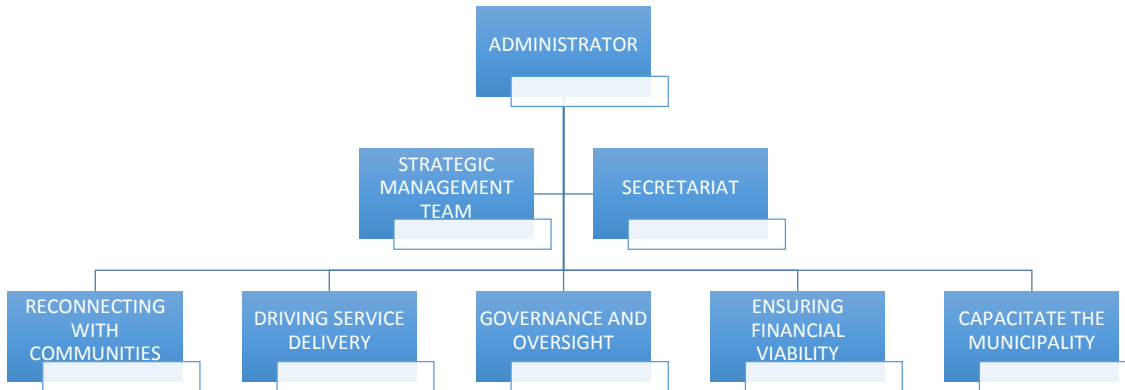 ADMINISTRATOR
STRATEGIC
MANAGEMENT
TEAM
SECRETARIAT
RECONNECTING
WITH
COMMUNITIES
DRIVING SERVICE
DELIVERY
GOVERNANCE AND
OVERSIGHT
ENSURING
FINANCIAL
VIABILITY
CAPACITATE THE
MUNICIPALITY